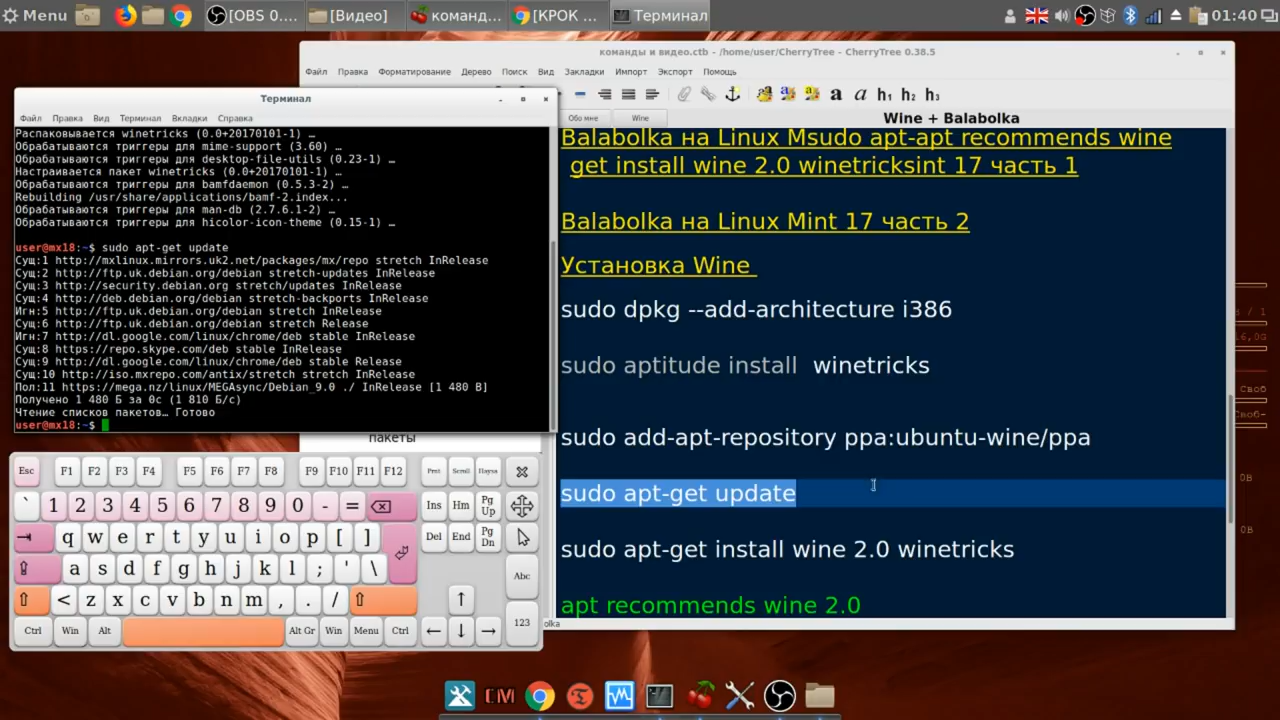 Menu
[OBS 0....
[Видео]
команд...
[КРОК ...
Терминал
01:40
команды и видео.ctb - /home/user/CherryTree - CherryTree 0.38.5
Файл Правка Форматирование Дерево Поиск Вид Закладки Импорт Экспорт Помощь
a a h1 h2 h3
Обо мне Wine Wine + Balabolka
Терминал
Файл Правка Вид Терминал Вкладки Справка
Распаковывается winetricks (0.0+20170101-1) …
Обрабатываются триггеры для mime-support (3.60) …
Обрабатываются триггеры для desktop-file-utils (0.23-1) …
Настраивается пакет winetricks (0.0+20170101-1) …
Обрабатываются триггеры для bamfdaemon (0.5.3-2) …
Rebuilding /usr/share/applications/bamf-2.index...
Обрабатываются триггеры для man-db (2.7.6.1-2) …
Обрабатываются триггеры для hicolor-icon-theme (0.15-1) …
user@mx18:~$ sudo apt-get update
Сущ:1 http://mxlinux.mirrors.uk2.net/packages/mx/repo stretch InRelease
Сущ:2 http://ftp.uk.debian.org/debian stretch-updates InRelease
Сущ:3 http://security.debian.org stretch/updates InRelease
Сущ:4 http://deb.debian.org/debian stretch-backports InRelease
Игн:5 http://ftp.uk.debian.org/debian stretch InRelease
Сущ:6 http://ftp.uk.debian.org/debian stretch Release
Игн:7 http://dl.google.com/linux/chrome/deb stable InRelease
Сущ:8 https://repo.skype.com/deb stable InRelease
Сущ:9 http://dl.google.com/linux/chrome/deb stable Release
Сущ:10 http://iso.mxrepo.com/antix/stretch stretch InRelease
Пол:11 https://mega.nz/linux/MEGAsync/Debian_9.0 ./ InRelease [1 480 B]
Получено 1 480 Б за 0с (1 810 Б/c)
Чтение списков пакетов… Готово
user@mx18:~$
Balabolka на Linux Msudo apt-apt recommends wine
get install wine 2.0 winetricksint 17 часть 1
Balabolka на Linux Mint 17 часть 2
Установка Wine
sudo dpkg --add-architecture i386
sudo aptitude install winetricks
sudo add-apt-repository ppa:ubuntu-wine/ppa
sudo apt-get update
sudo apt-get install wine 2.0 winetricks
apt recommends wine 2.0
пакеты
Esc F1 F2 F3 F4 F5 F6 F7 F8 F9 F10 F11 F12 Prnt Scroll Пауза
` 1 2 3 4 5 6 7 8 9 0 - = Ins Hm Pg Up
q w e r t y u i o p [ ] Del End Pg Dn
a s d f g h j k l ; ' \ Abc
< z x c v b n m , . /
Ctrl Win Alt Alt Gr Win Menu Ctrl 123
olka
Своб
Своб-
0B
0B
CM